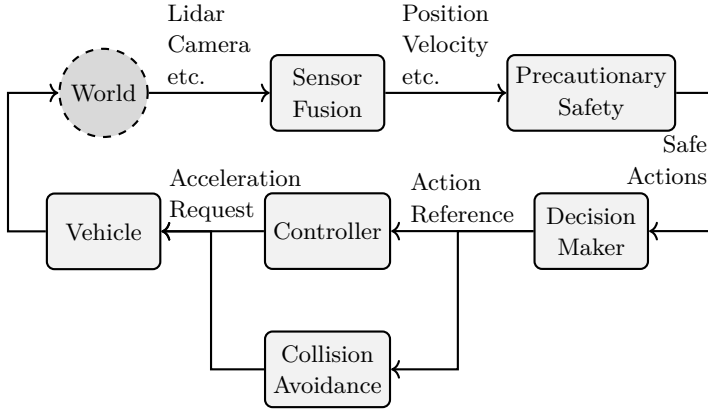 Lidar
Camera
etc.
Position
Velocity
etc.
World
Sensor
Fusion
Precautionary
Safety
Safe
Actions
Acceleration
Request
Action
Reference
Vehicle
Controller
Decision
Maker
Collision
Avoidance